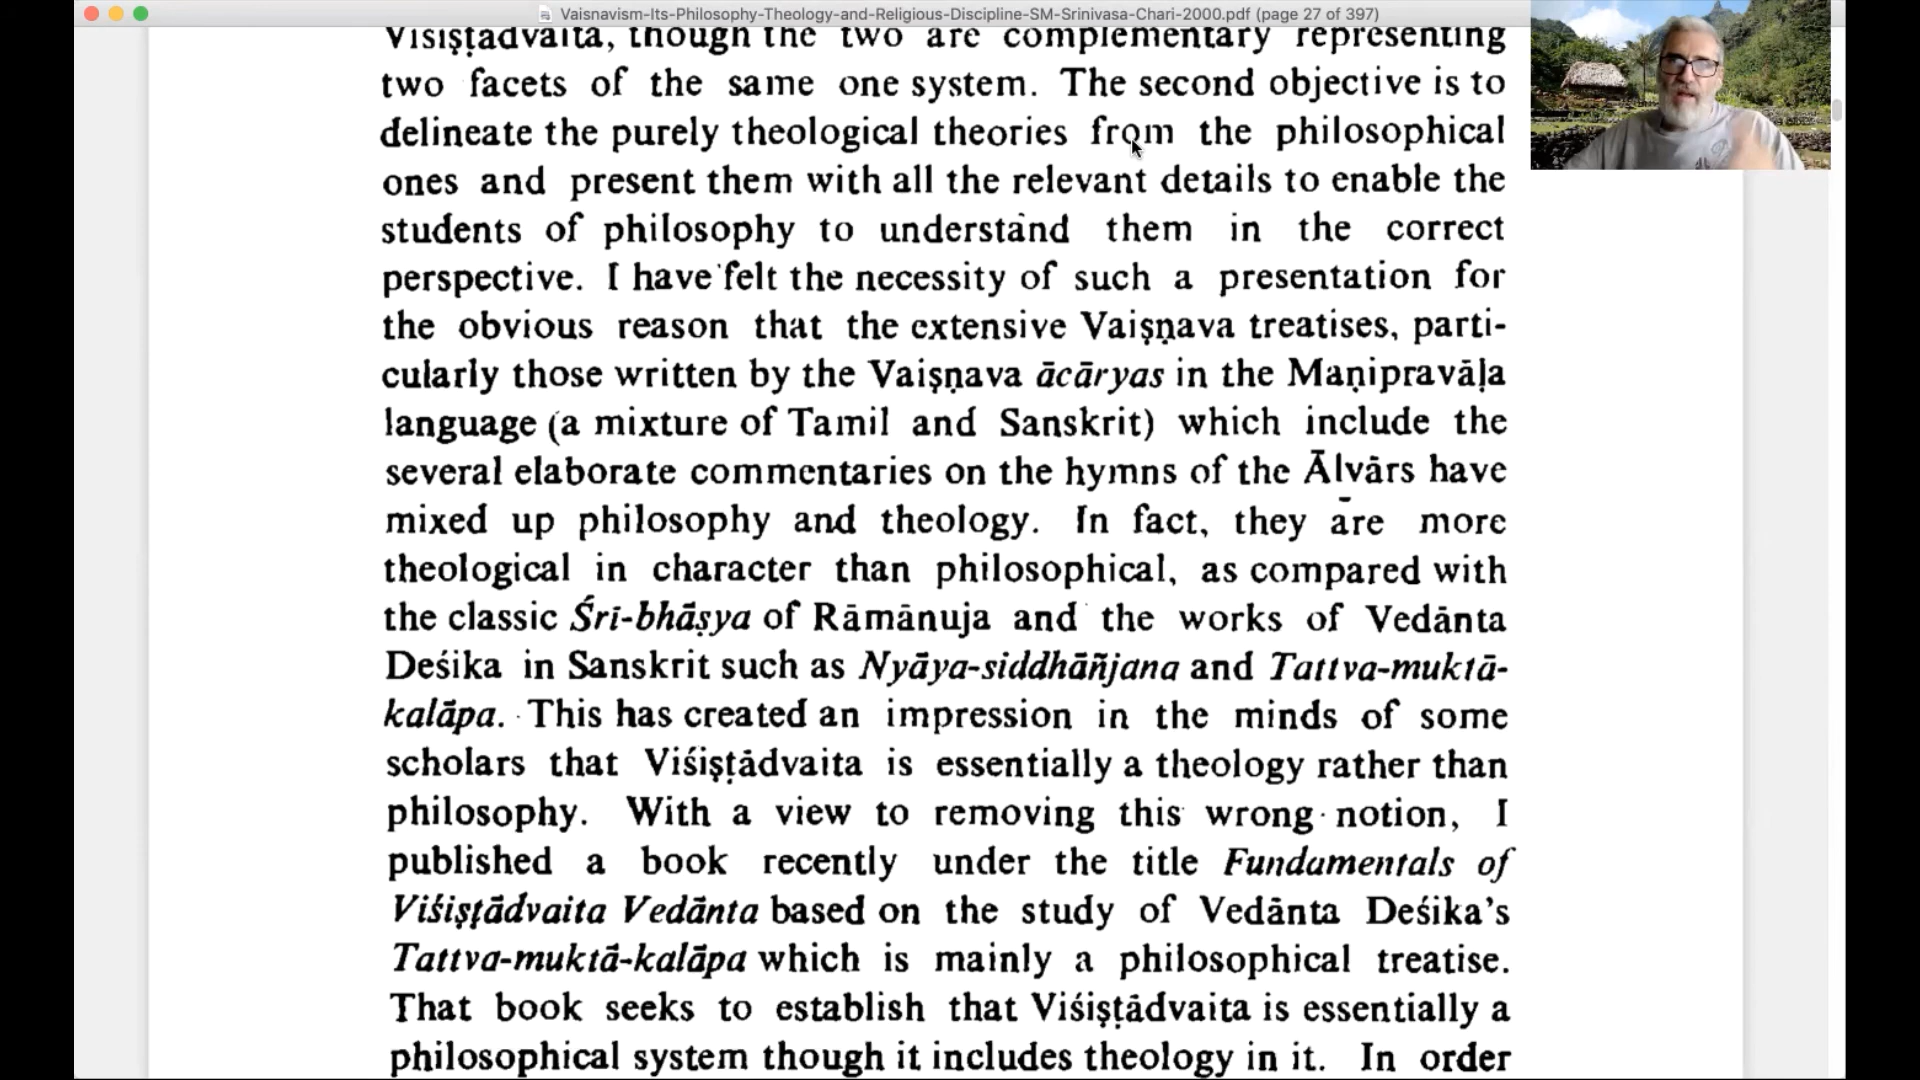 Vaisnavism-Its-Philosophy-Theology-and-Religious-Discipline-SM-Srinivasa-Chari-2000.pdf (page 27 of 397)
Viśiṣṭādvaita, though the two are complementary representing
two facets of the same one system. The second objective is to
delineate the purely theological theories from the philosophical
ones and present them with all the relevant details to enable the
students of philosophy to understand them in the correct
perspective. I have felt the necessity of such a presentation for
the obvious reason that the extensive Vaiṣṇava treatises, parti-
cularly those written by the Vaiṣṇava ācāryas in the Maṇipravāḷa
language (a mixture of Tamil and Sanskrit) which include the
several elaborate commentaries on the hymns of the Āḻvārs have
mixed up philosophy and theology. In fact, they are more
theological in character than philosophical, as compared with
the classic Śrī-bhāṣya of Rāmānuja and the works of Vedānta
Deśika in Sanskrit such as Nyāya-siddhāñjana and Tattva-muktā-
kalāpa. This has created an impression in the minds of some
scholars that Viśiṣṭādvaita is essentially a theology rather than
philosophy. With a view to removing this wrong notion, I
published a book recently under the title Fundamentals of
Viśiṣṭādvaita Vedānta based on the study of Vedānta Deśika's
Tattva-muktā-kalāpa which is mainly a philosophical treatise.
That book seeks to establish that Viśiṣṭādvaita is essentially a
philosophical system though it includes theology in it. In order